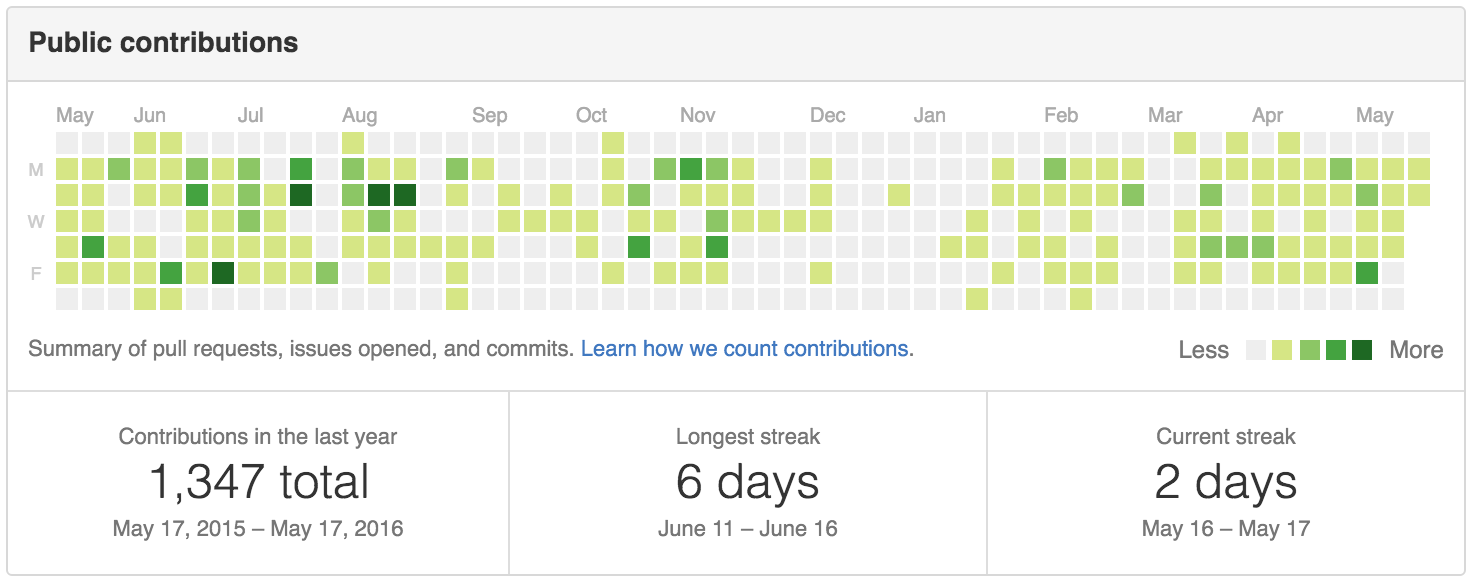 Public contributions
May Jun Jul Aug Sep Oct Nov Dec Jan Feb Mar Apr May
M
W
F
Summary of pull requests, issues opened, and commits. Learn how we count contributions.
Less More
Contributions in the last year
1,347 total
May 17, 2015 – May 17, 2016
Longest streak
6 days
June 11 – June 16
Current streak
2 days
May 16 – May 17